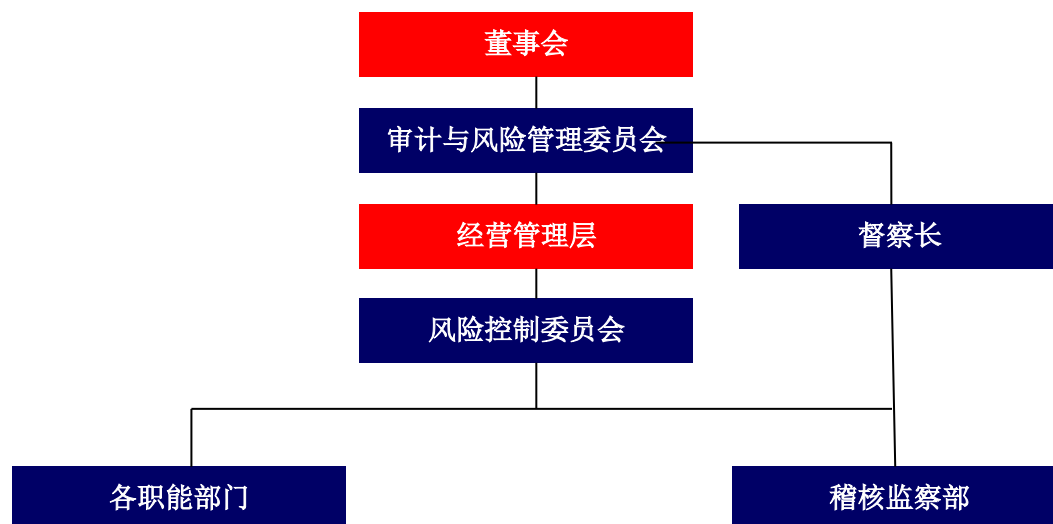 董事会
审计与风险管理委员会
经营管理层
督察长
风险控制委员会
各职能部门
稽核监察部